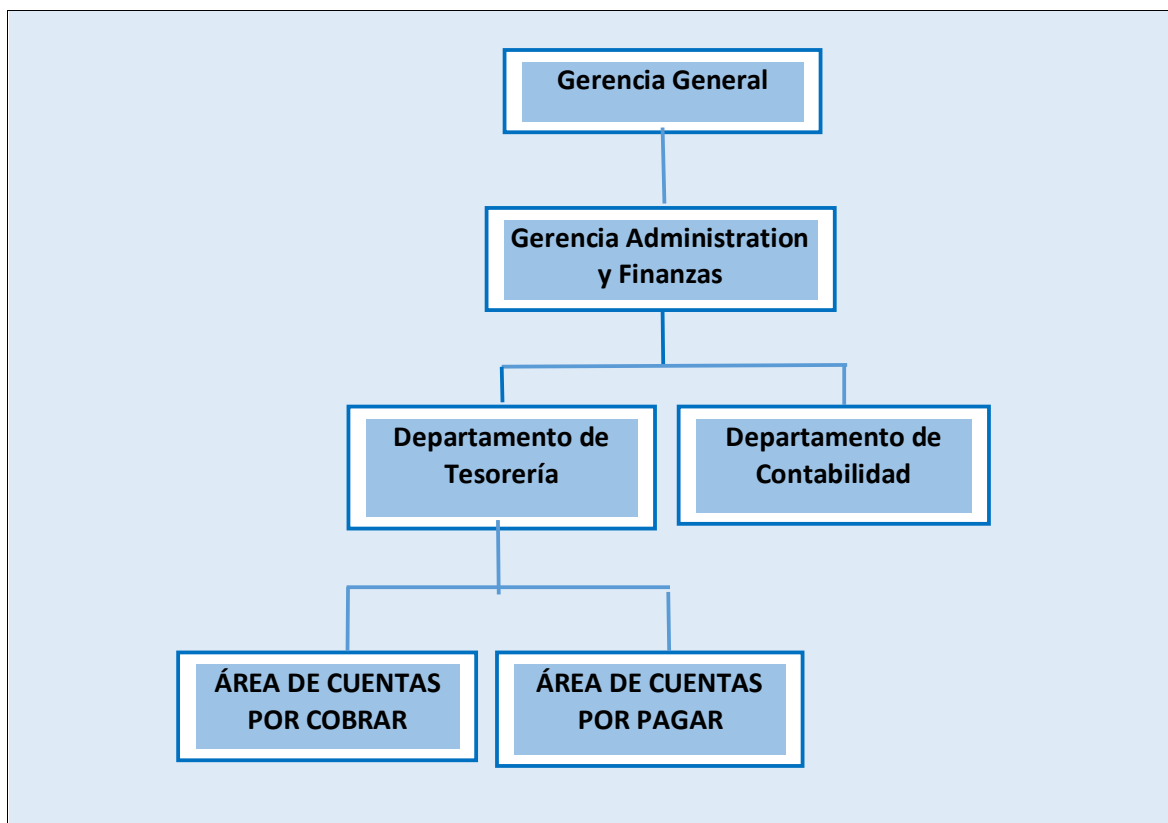 Gerencia General
Gerencia Administration
y Finanzas
Departamento de
Tesorería
Departamento de
Contabilidad
ÁREA DE CUENTAS
POR COBRAR
ÁREA DE CUENTAS
POR PAGAR